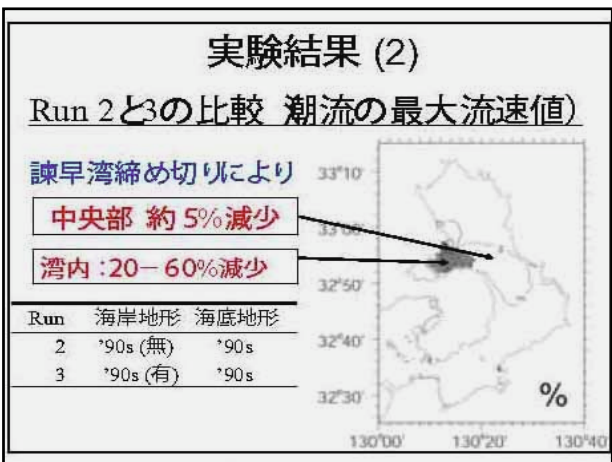 実験結果 (2)
Run 2と3の比較 潮流の最大流速値)
諫早湾締め切りにより
中央部 約 5%減少
湾内 :20－60%減少
Run 海岸地形 海底地形
2 '90s (無) '90s
3 '90s (有) '90s
33°10'
33°00'
32°50'
32°40'
32°30'
%
130°00' 130°20' 130°40'